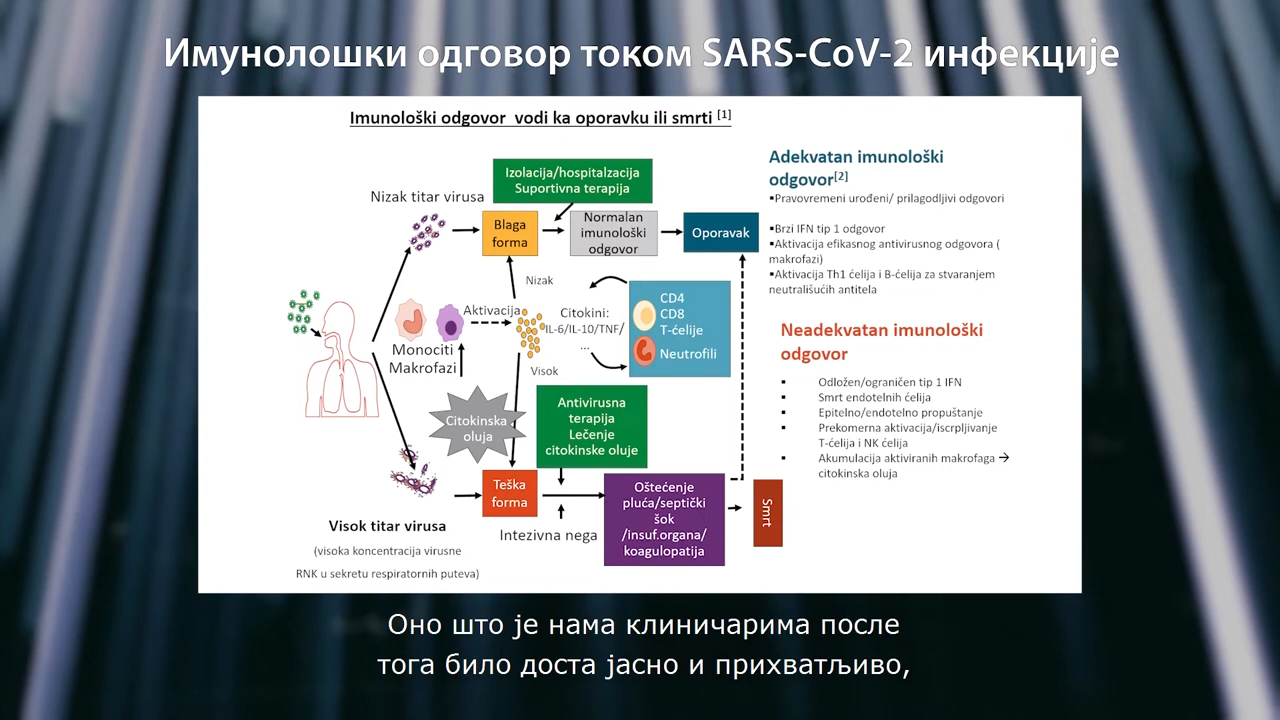 Имунолошки одговор током SARS-CoV-2 инфекције
Imunološki odgovor vodi ka oporavku ili smrti [1]
Nizak titar virusa
Izolacija/hospitalzacija
Suportivna terapija
Blaga
forma
Normalan
imunološki
odgovor
Oporavak
Nizak
Monociti
Makrofazi
Aktivacija
Citokini:
IL-6/IL-10/TNF/
...
CD4
CD8
T-ćelije
Neutrofili
Visok
Citokinska
oluja
Antivirusna
terapija
Lečenje
citokinske oluje
Teška
forma
Intezivna nega
Oštećenje
pluća/septički
šok
/insuf.organa/
koagulopatija
Smrt
Visok titar virusa
(visoka koncentracija virusne
RNK u sekretu respiratornih puteva)
Adekvatan imunološki
odgovor[2]
▪Pravovremeni urođeni/ prilagodljivi odgovori
▪Brzi IFN tip 1 odgovor
▪Aktivacija efikasnog antivirusnog odgovora (
makrofazi)
▪Aktivacija Th1 ćelija i B-ćelija za stvaranjem
neutrališućih antitela
Neadekvatan imunološki
odgovor
▪ Odložen/ograničen tip 1 IFN
▪ Smrt endotelnih ćelija
▪ Epitelno/endotelno propuštanje
▪ Prekomerna aktivacija/iscrpljivanje
T-ćelija i NK ćelija
▪ Akumulacija aktiviranih makrofaga →
citokinska oluja
Оно што је нама клиничарима после
тога било доста јасно и прихватљиво,